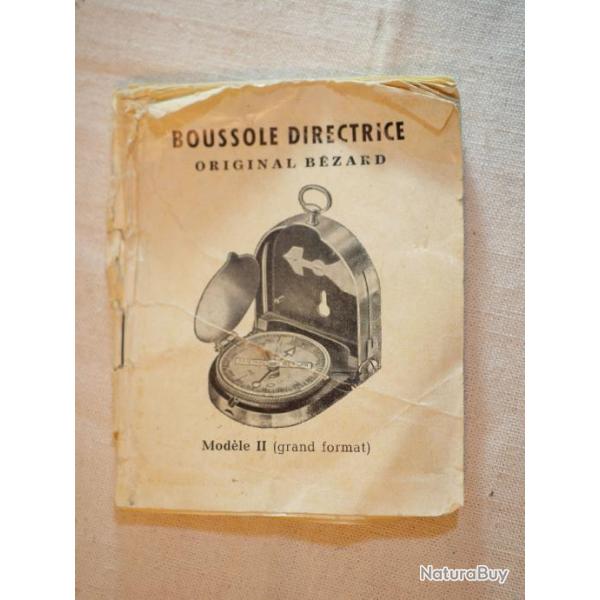 BOUSSOLE DIRECTRICE
ORIGINAL BÉZARD
Modèle II (grand format)
NaturaBuy